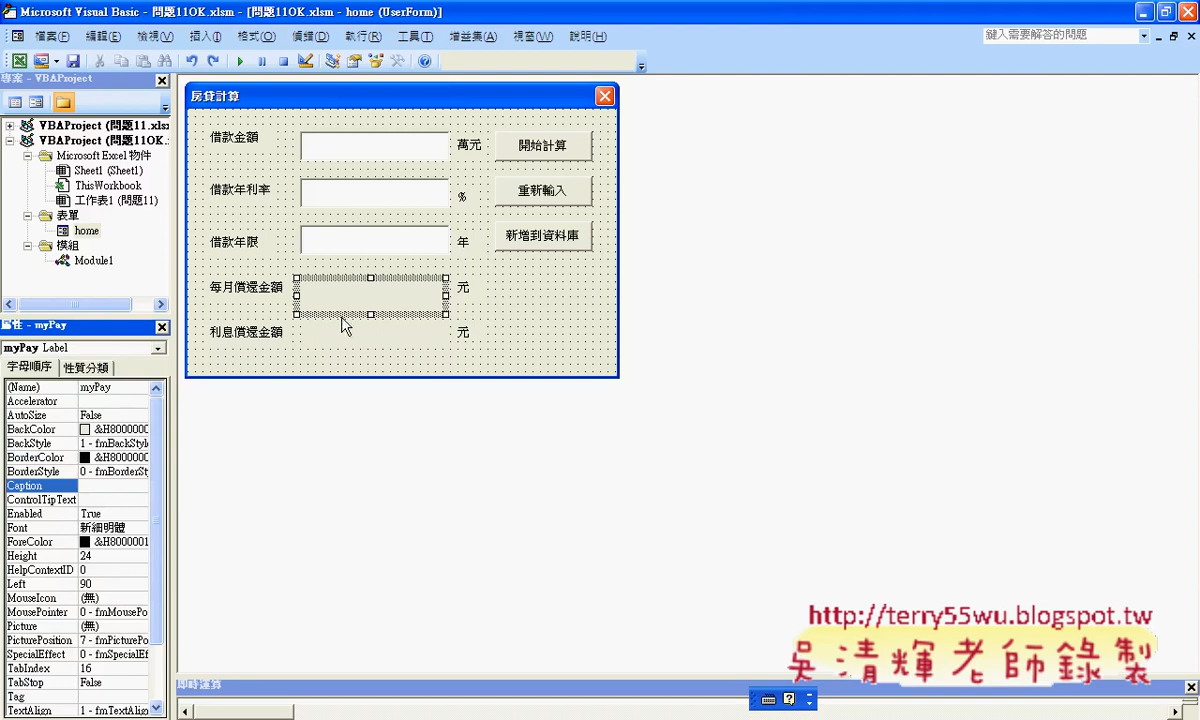 Microsoft Visual Basic - 問題11OK.xlsm - [問題11OK.xlsm - home (UserForm)]
檔案(F) 編輯(E) 檢視(V) 插入(I) 格式(O) 偵錯(D) 執行(R) 工具(T) 增益集(A) 視窗(W) 說明(H) 鍵入需要解答的問題
專案 - VBAProject
VBAProject (問題11.xlsm
VBAProject (問題11OK.
Microsoft Excel 物件
Sheet1 (Sheet1)
ThisWorkbook
工作表1 (問題11)
表單
home
模組
Module1
屬性 - myPay
myPay Label
字母順序 性質分類
(Name) myPay
Accelerator
AutoSize False
BackColor &H8000000
BackStyle 1 - fmBackStyl
BorderColor &H8000000
BorderStyle 0 - fmBorderSt
Caption
ControlTipText
Enabled True
Font 新細明體
ForeColor &H8000001
Height 24
HelpContextID 0
Left 90
MouseIcon (無)
MousePointer 0 - fmMousePo
Picture (無)
PicturePosition 7 - fmPicturePo
SpecialEffect 0 - fmSpecialEf
TabIndex 16
TabStop False
Tag
TextAlign 1 - fmTextAlign
房貸計算
借款金額 萬元 開始計算
借款年利率 % 重新輸入
借款年限 年 新增到資料庫
每月償還金額 元
利息償還金額 元
http://terry55wu.blogspot.tw
吳清輝老師錄製
即時運算